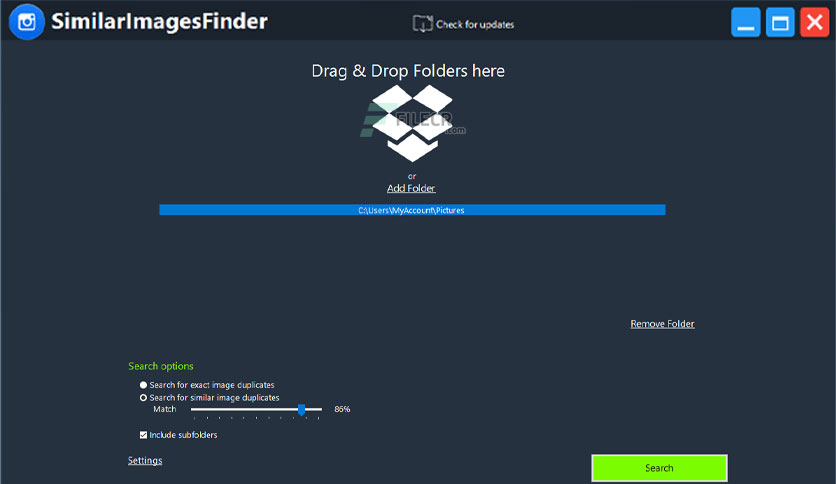 SimilarImagesFinder
Check for updates
Drag & Drop Folders here
FILECR
.com
or
Add Folder
C:\Users\MyAccount\Pictures
Remove Folder
Search options
Search for exact image duplicates
Search for similar image duplicates
Match 86%
Include subfolders
Settings
Search